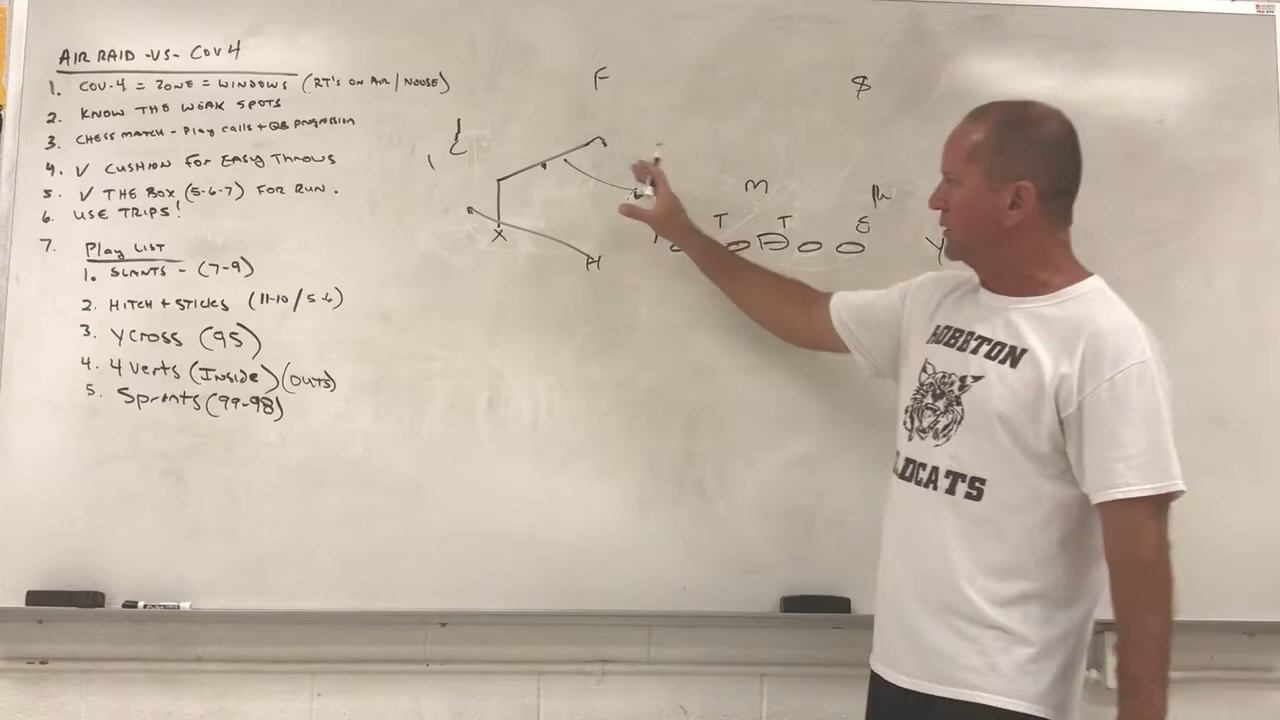 AIR RAID -VS- COV 4
1. COV-4 = ZONE = WINDOWS (RT'S ON AIR / NOOSE)
2. KNOW THE WEAK SPOTS
3. CHESS MATCH - Play calls + QB progression
4. √ CUSHION FOR EASY THROWS
5. √ THE BOX (5-6-7) FOR RUN.
6. USE TRIPS!
7. Play LIST
1. SLANTS - (7-9)
2. HITCH + STICKS (11-10 / 5-6)
3. YCROSS (95)
4. 4 Verts (INSIDE) (OUTS)
5. Sprints (99-98)
F $
M
T T
E
X
H
Y
HOBBTON
WILDCATS